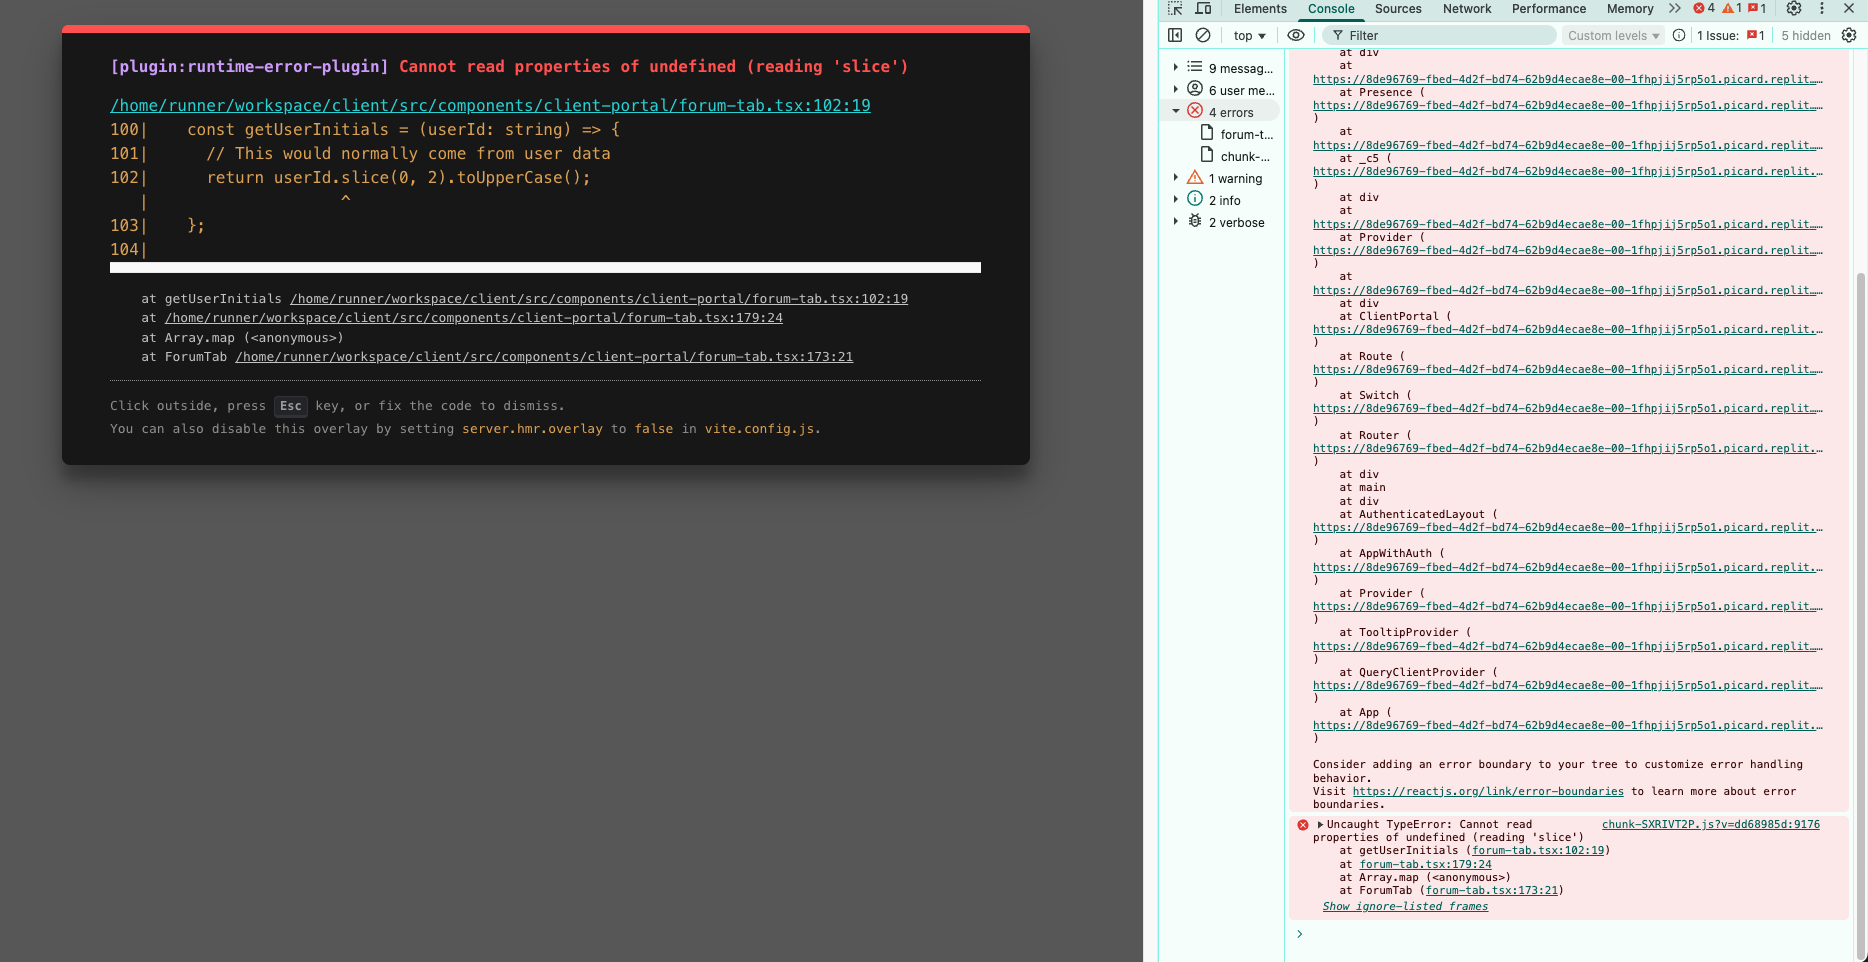 [plugin:runtime-error-plugin] Cannot read properties of undefined (reading 'slice')
/home/runner/workspace/client/src/components/client-portal/forum-tab.tsx:102:19
100|    const getUserInitials = (userId: string) => {
101|      // This would normally come from user data
102|      return userId.slice(0, 2).toUpperCase();
   |                    ^
103|    };
104|
at getUserInitials /home/runner/workspace/client/src/components/client-portal/forum-tab.tsx:102:19
at /home/runner/workspace/client/src/components/client-portal/forum-tab.tsx:179:24
at Array.map (<anonymous>)
at ForumTab /home/runner/workspace/client/src/components/client-portal/forum-tab.tsx:173:21
Click outside, press Esc key, or fix the code to dismiss.
You can also disable this overlay by setting server.hmr.overlay to false in vite.config.js.
Elements Console Sources Network Performance Memory 4 1 1
top Filter Custom levels 1 Issue: 1 5 hidden
9 messag...
6 user me...
4 errors
forum-t...
chunk-...
1 warning
2 info
2 verbose
at div
at
https://8de96769-fbed-4d2f-bd74-62b9d4ecae8e-00-1fhpjij5rp5o1.picard.replit.…
at Presence (
https://8de96769-fbed-4d2f-bd74-62b9d4ecae8e-00-1fhpjij5rp5o1.picard.replit.…
)
at
https://8de96769-fbed-4d2f-bd74-62b9d4ecae8e-00-1fhpjij5rp5o1.picard.replit.…
at _c5 (
https://8de96769-fbed-4d2f-bd74-62b9d4ecae8e-00-1fhpjij5rp5o1.picard.replit.…
)
at div
at
https://8de96769-fbed-4d2f-bd74-62b9d4ecae8e-00-1fhpjij5rp5o1.picard.replit.…
at Provider (
https://8de96769-fbed-4d2f-bd74-62b9d4ecae8e-00-1fhpjij5rp5o1.picard.replit.…
)
at
https://8de96769-fbed-4d2f-bd74-62b9d4ecae8e-00-1fhpjij5rp5o1.picard.replit.…
at div
at ClientPortal (
https://8de96769-fbed-4d2f-bd74-62b9d4ecae8e-00-1fhpjij5rp5o1.picard.replit.…
)
at Route (
https://8de96769-fbed-4d2f-bd74-62b9d4ecae8e-00-1fhpjij5rp5o1.picard.replit.…
)
at Switch (
https://8de96769-fbed-4d2f-bd74-62b9d4ecae8e-00-1fhpjij5rp5o1.picard.replit.…
)
at Router (
https://8de96769-fbed-4d2f-bd74-62b9d4ecae8e-00-1fhpjij5rp5o1.picard.replit.…
)
at div
at main
at div
at AuthenticatedLayout (
https://8de96769-fbed-4d2f-bd74-62b9d4ecae8e-00-1fhpjij5rp5o1.picard.replit.…
)
at AppWithAuth (
https://8de96769-fbed-4d2f-bd74-62b9d4ecae8e-00-1fhpjij5rp5o1.picard.replit.…
)
at Provider (
https://8de96769-fbed-4d2f-bd74-62b9d4ecae8e-00-1fhpjij5rp5o1.picard.replit.…
)
at TooltipProvider (
https://8de96769-fbed-4d2f-bd74-62b9d4ecae8e-00-1fhpjij5rp5o1.picard.replit.…
)
at QueryClientProvider (
https://8de96769-fbed-4d2f-bd74-62b9d4ecae8e-00-1fhpjij5rp5o1.picard.replit.…
)
at App (
https://8de96769-fbed-4d2f-bd74-62b9d4ecae8e-00-1fhpjij5rp5o1.picard.replit.…
)
Consider adding an error boundary to your tree to customize error handling
behavior.
Visit https://reactjs.org/link/error-boundaries to learn more about error
boundaries.
Uncaught TypeError: Cannot read chunk-SXRIVT2P.js?v=dd68985d:9176
properties of undefined (reading 'slice')
at getUserInitials (forum-tab.tsx:102:19)
at forum-tab.tsx:179:24
at Array.map (<anonymous>)
at ForumTab (forum-tab.tsx:173:21)
Show ignore-listed frames